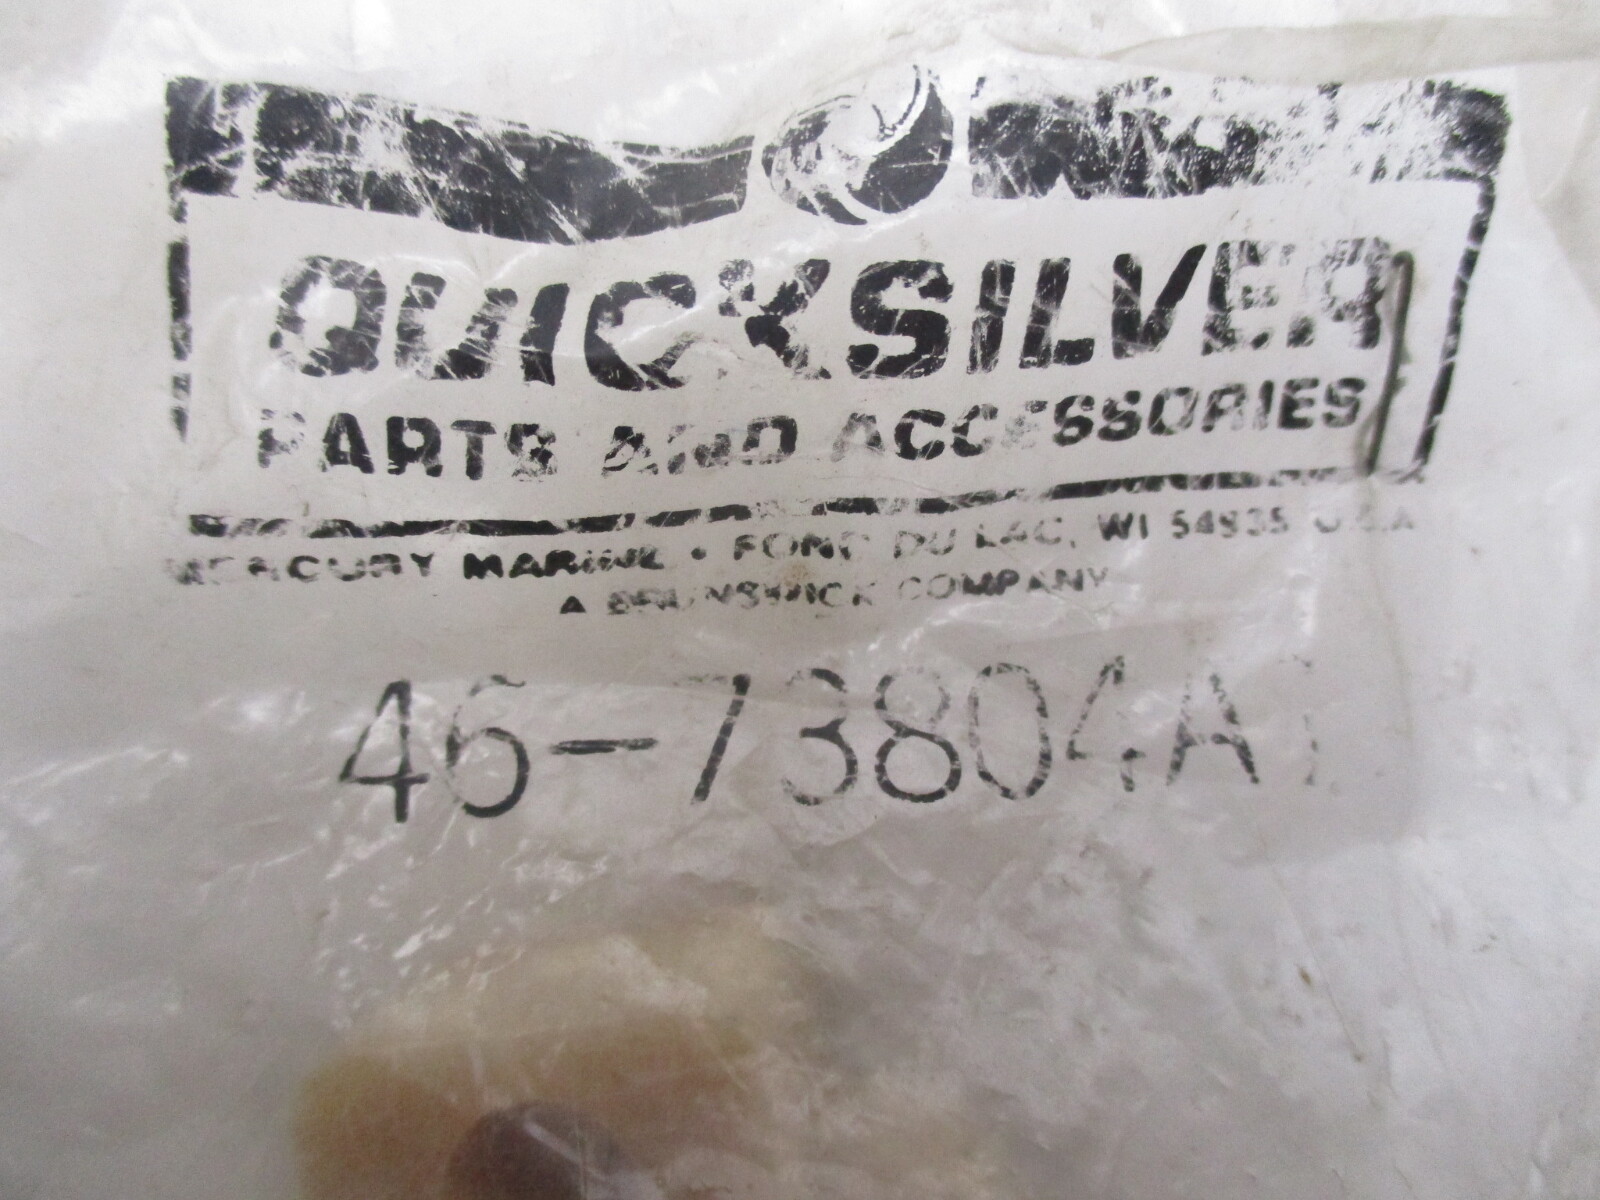 QUICKSILVER
PARTS AND ACCESSORIES
MERCURY MARINE • FOND DU LAC, WI 54935 U.S.A
A BRUNSWICK COMPANY
46-73804A1